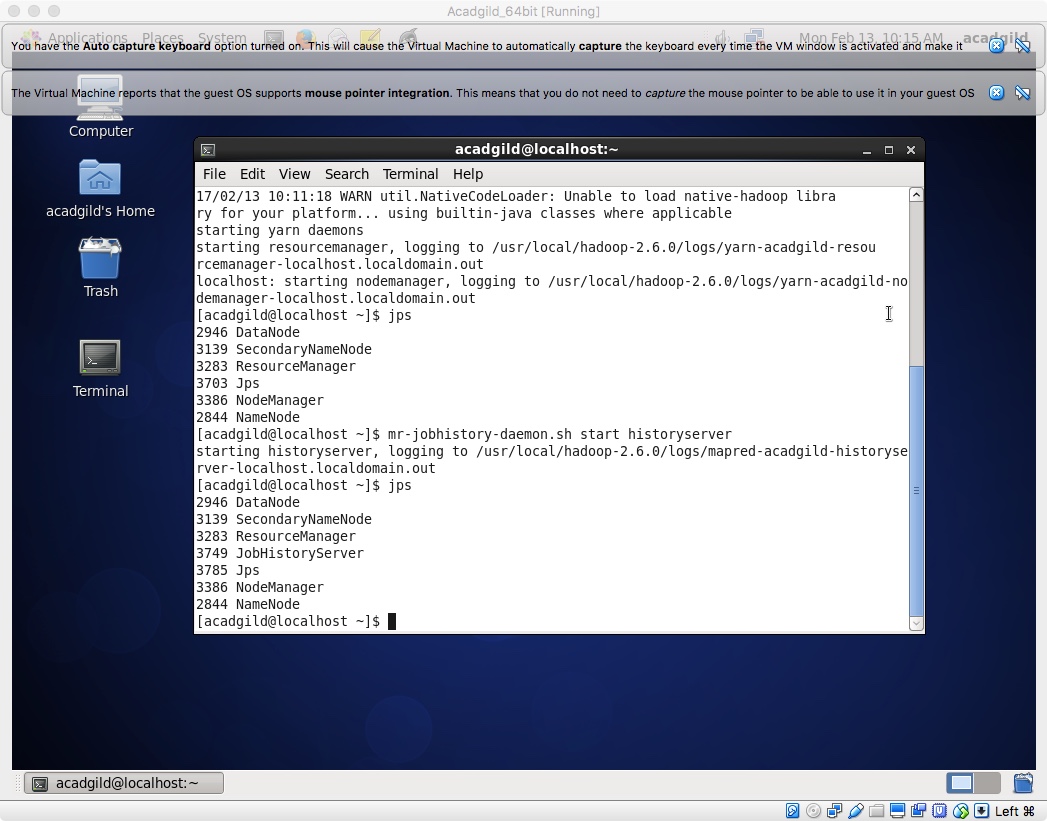 Acadgild_64bit [Running]
Applications Places System Mon Feb 13, 10:15 AM acadgild
You have the Auto capture keyboard option turned on. This will cause the Virtual Machine to automatically capture the keyboard every time the VM window is activated and make it
The Virtual Machine reports that the guest OS supports mouse pointer integration. This means that you do not need to capture the mouse pointer to be able to use it in your guest OS
Computer
acadgild's Home
Trash
Terminal
acadgild@localhost:~
File Edit View Search Terminal Help
17/02/13 10:11:18 WARN util.NativeCodeLoader: Unable to load native-hadoop libra
ry for your platform... using builtin-java classes where applicable
starting yarn daemons
starting resourcemanager, logging to /usr/local/hadoop-2.6.0/logs/yarn-acadgild-resou
rcemanager-localhost.localdomain.out
localhost: starting nodemanager, logging to /usr/local/hadoop-2.6.0/logs/yarn-acadgild-no
demanager-localhost.localdomain.out
[acadgild@localhost ~]$ jps
2946 DataNode
3139 SecondaryNameNode
3283 ResourceManager
3703 Jps
3386 NodeManager
2844 NameNode
[acadgild@localhost ~]$ mr-jobhistory-daemon.sh start historyserver
starting historyserver, logging to /usr/local/hadoop-2.6.0/logs/mapred-acadgild-historyse
rver-localhost.localdomain.out
[acadgild@localhost ~]$ jps
2946 DataNode
3139 SecondaryNameNode
3283 ResourceManager
3749 JobHistoryServer
3785 Jps
3386 NodeManager
2844 NameNode
[acadgild@localhost ~]$
acadgild@localhost:~
Left ⌘